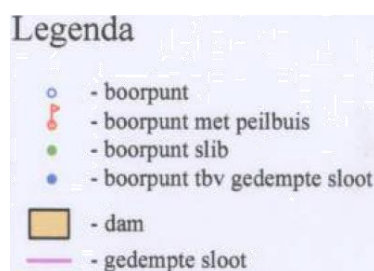 Legenda
- boorpunt
- boorpunt met peilbuis
- boorpunt slib
- boorpunt tbv gedempte sloot
- dam
- gedempte sloot